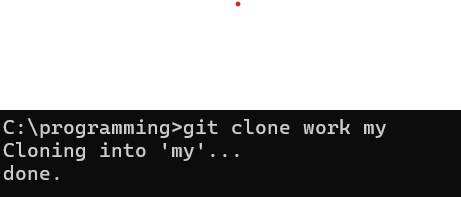 C:\programming>git clone work my
Cloning into 'my'...
done.